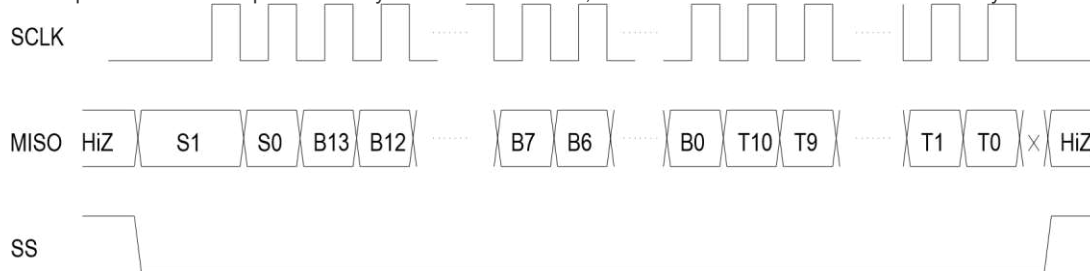 SCLK
MISO HiZ S1 S0 B13 B12 ........ B7 B6 ........ B0 T10 T9 ........ T1 T0 X HiZ
SS